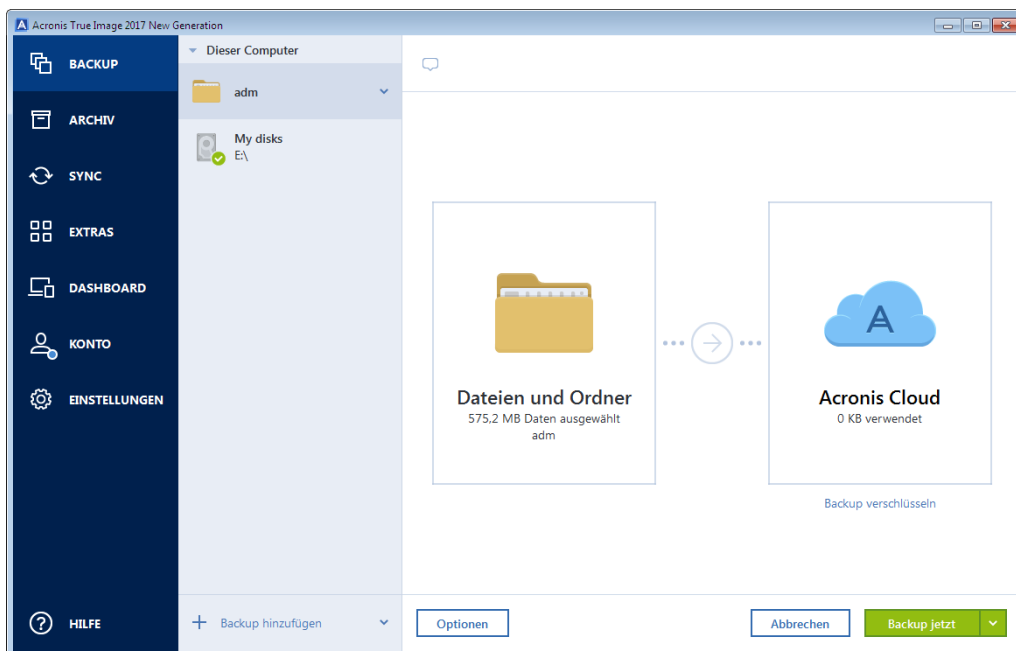 Acronis True Image 2017 New Generation
BACKUP
ARCHIV
SYNC
EXTRAS
DASHBOARD
KONTO
EINSTELLUNGEN
HILFE
Dieser Computer
adm
My disks
E:\
Backup hinzufügen
Dateien und Ordner
575,2 MB Daten ausgewählt
adm
Acronis Cloud
0 KB verwendet
Backup verschlüsseln
Optionen
Abbrechen
Backup jetzt